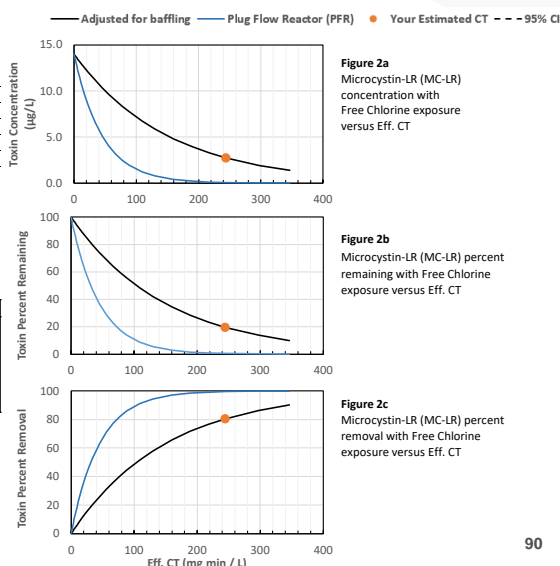 Adjusted for baffling Plug Flow Reactor (PFR) Your Estimated CT 95% CI
Toxin Concentration
(µg/L)
15.0
10.0
5.0
0.0
0 100 200 300 400
Figure 2a
Microcystin-LR (MC-LR)
concentration with
Free Chlorine exposure
versus Eff. CT
Toxin Percent Remaining
100
80
60
40
20
0
0 100 200 300 400
Figure 2b
Microcystin-LR (MC-LR) percent
remaining with Free Chlorine
exposure versus Eff. CT
Toxin Percent Removal
100
80
60
40
20
0
0 100 200 300 400
Eff. CT (mg min / L)
Figure 2c
Microcystin-LR (MC-LR) percent
removal with Free Chlorine
exposure versus Eff. CT
90